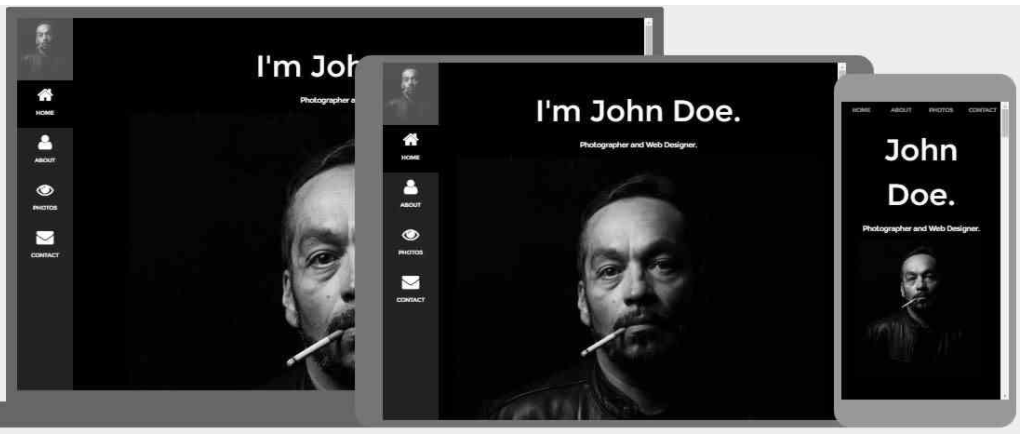 I'm Joh
Photographer a
HOME
ABOUT
PHOTOS
CONTACT
I'm John Doe.
Photographer and Web Designer.
HOME
ABOUT
PHOTOS
CONTACT
HOME ABOUT PHOTOS CONTACT
John
Doe.
Photographer and Web Designer.